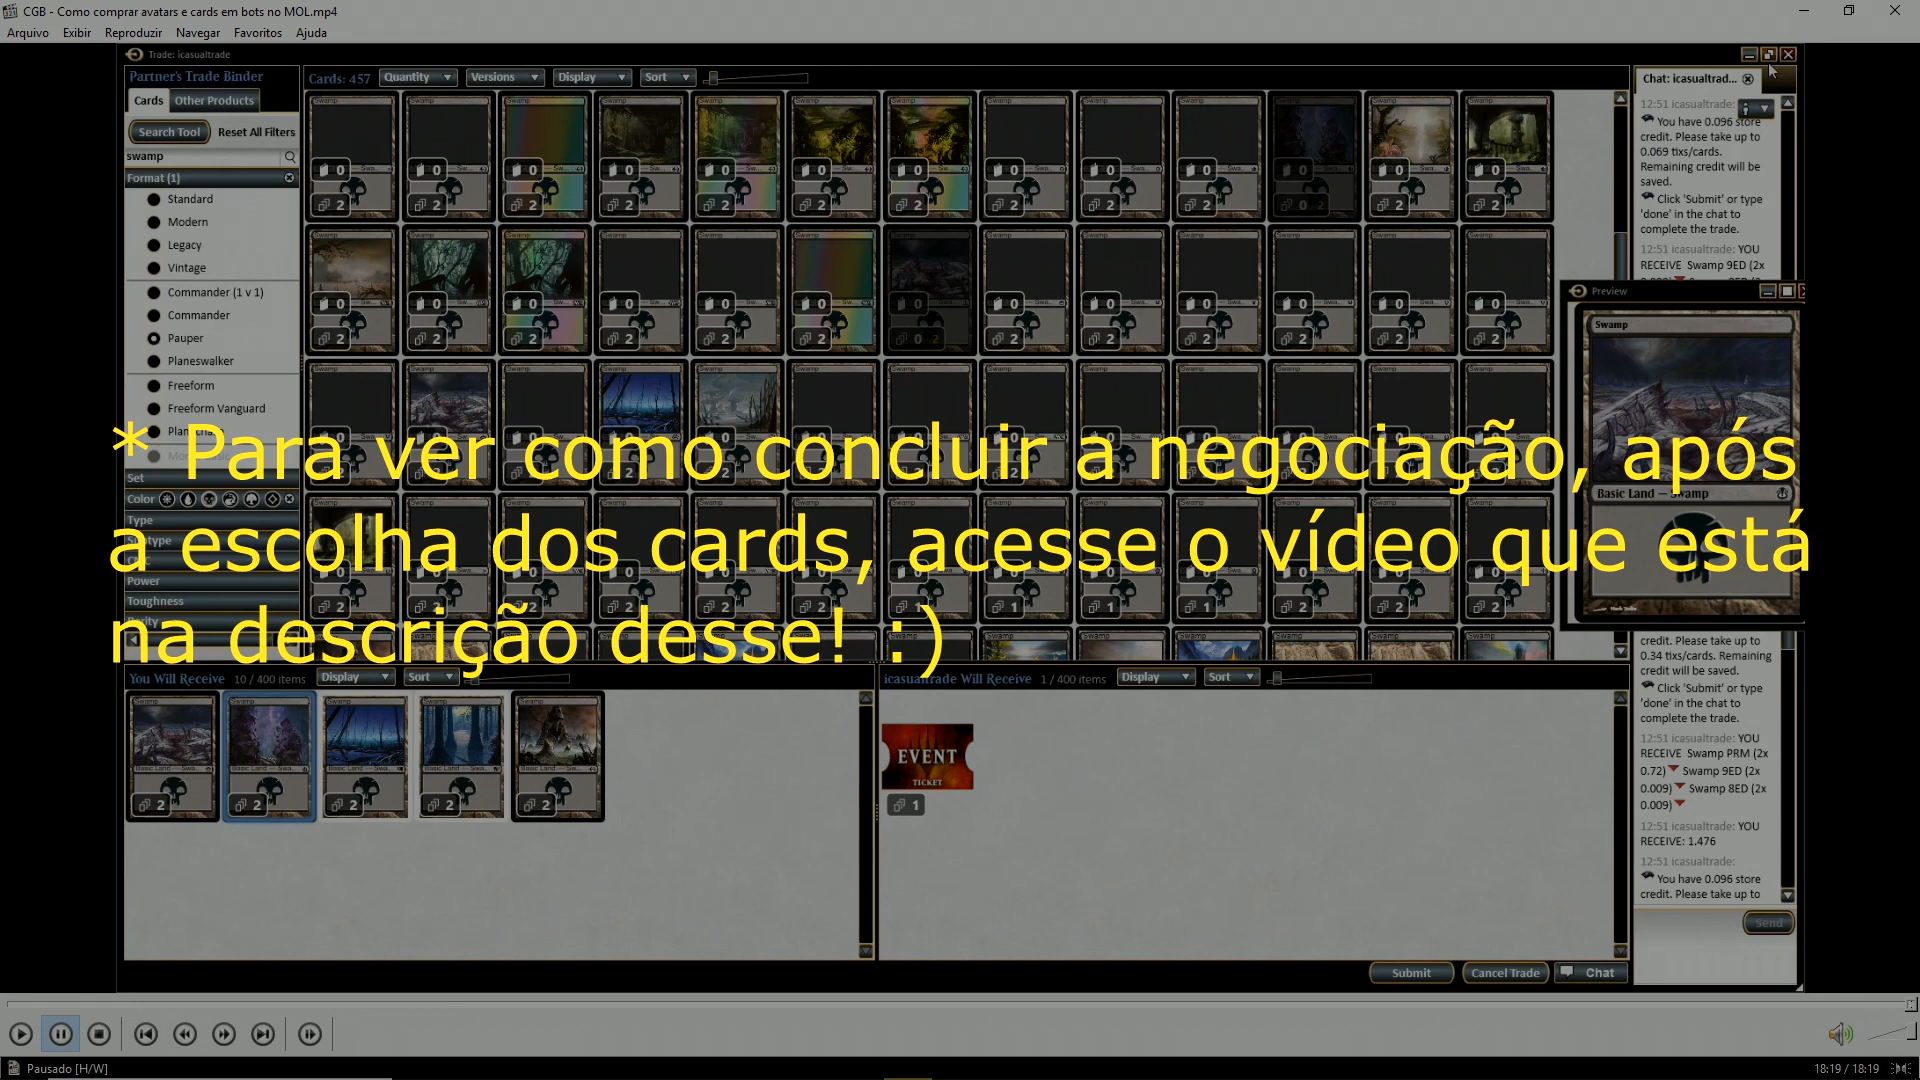 CGB - Como comprar avatars e cards em bots no MOL.mp4
Arquivo Exibir Reproduzir Navegar Favoritos Ajuda
Trade: icasualtrade
Partner's Trade Binder
Cards Other Products
Search Tool Reset All Filters
swamp
Format (1)
Standard
Modern
Legacy
Vintage
Commander (1 v 1)
Commander
Pauper
Planeswalker
Freeform
Freeform Vanguard
Set
Color
Type
Power
Toughness
Cards: 457 Quantity Versions Display Sort
* Para ver como concluir a negociação, após
a escolha dos cards, acesse o vídeo que está
na descrição desse! :)
You Will Receive 10 / 400 items Display Sort
2 2 2 2 2
icasualtrade Will Receive 1 / 400 items Display Sort
EVENT
TICKET
1
Chat: icasualtrad...
12:51 icasualtrade:
You have 0.096 store
credit. Please take up to
0.069 tixs/cards.
Remaining credit will be
saved.
Click 'Submit' or type
'done' in the chat to
complete the trade.
12:51 icasualtrade: YOU
RECEIVE Swamp 9ED (2x
Preview
Swamp
Basic Land — Swamp
credit. Please take up to
0.34 tixs/cards. Remaining
credit will be saved.
Click 'Submit' or type
'done' in the chat to
complete the trade.
12:51 icasualtrade: YOU
RECEIVE Swamp PRM (2x
0.72) Swamp 9ED (2x
0.009) Swamp 8ED (2x
0.009)
12:51 icasualtrade: YOU
RECEIVE: 1.476
12:51 icasualtrade:
You have 0.096 store
credit. Please take up to
Send
Submit Cancel Trade Chat
Pausado [H/W]
18:19 / 18:19